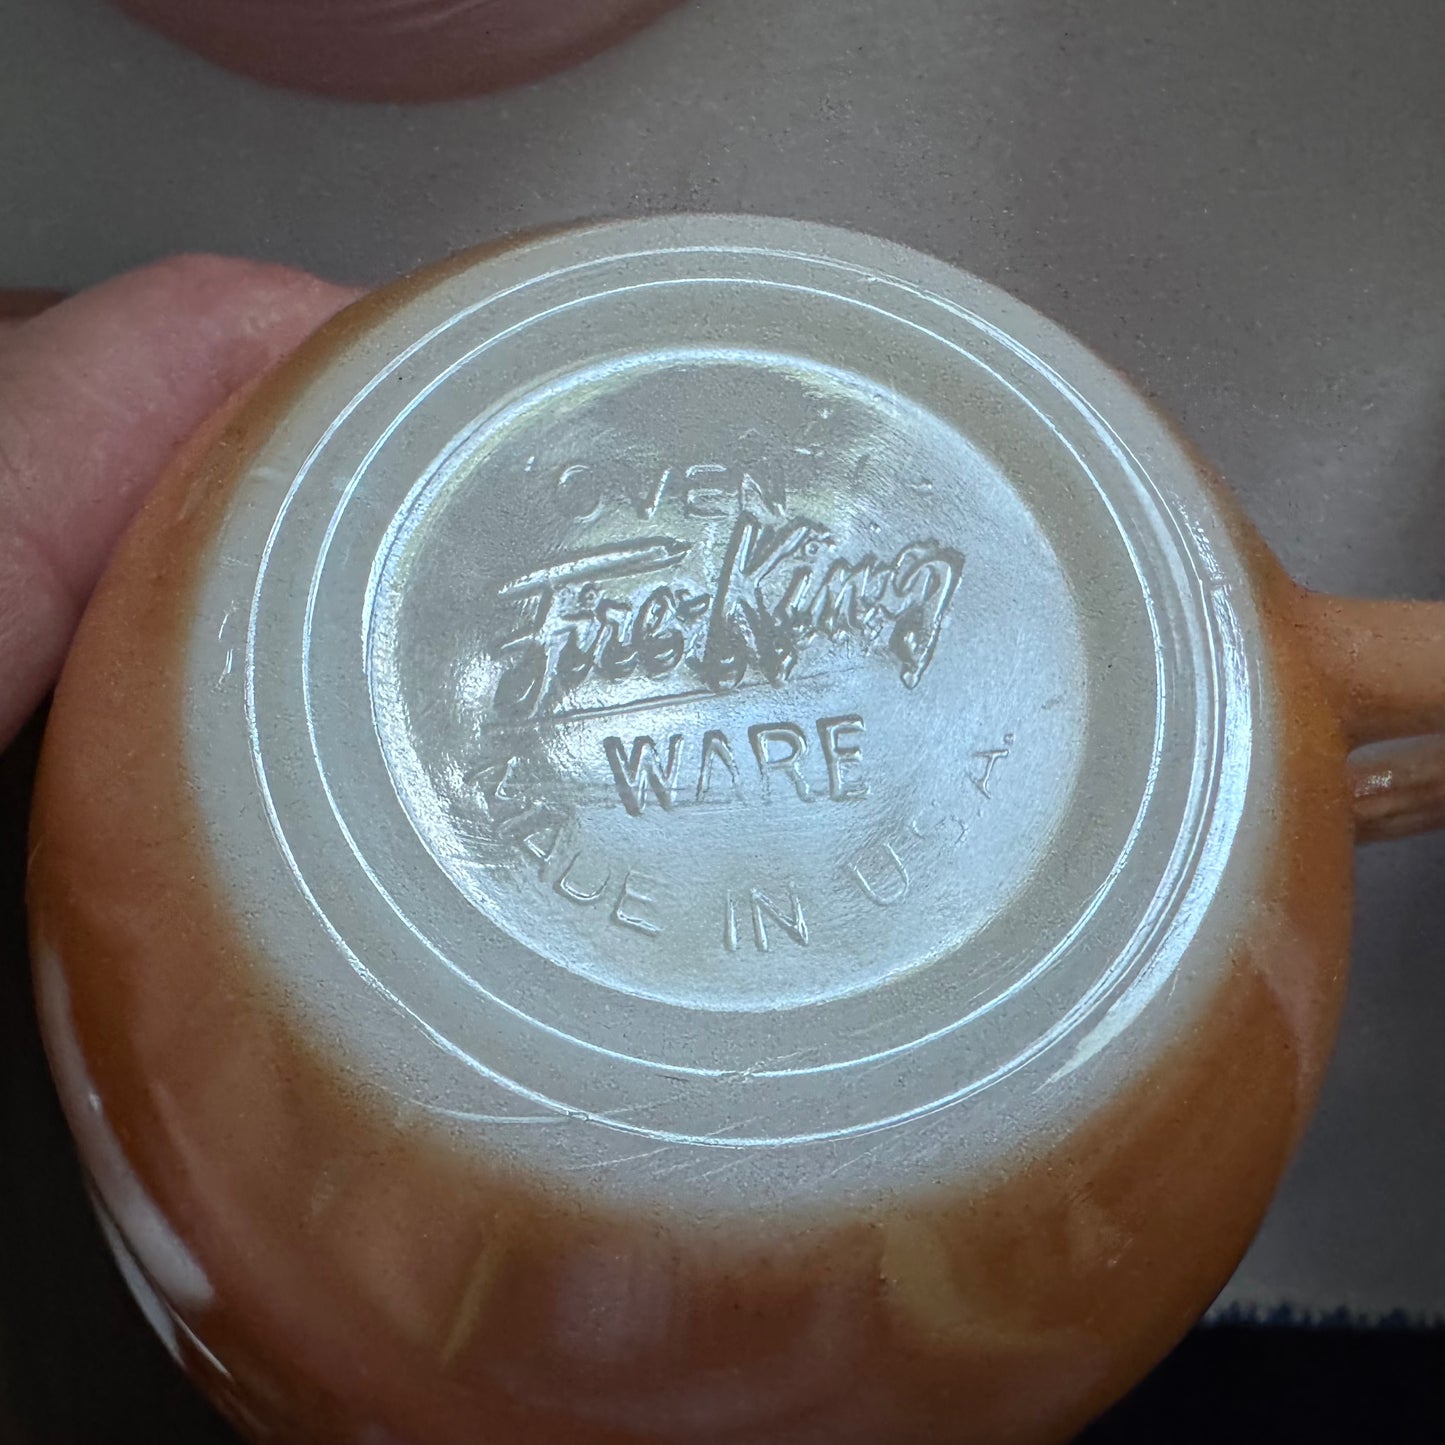 OVEN
Fire-King
WARE
MADE IN U.S.A.